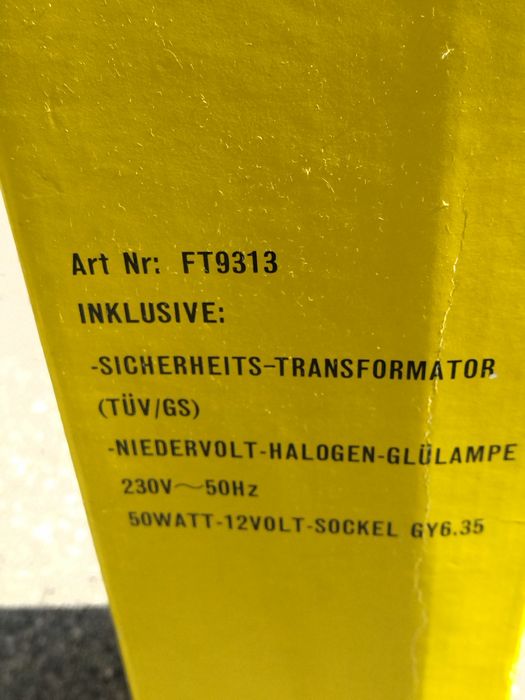 Art Nr: FT9313
INKLUSIVE:
-SICHERHEITS-TRANSFORMATOR
(TÜV/GS)
-NIEDERVOLT-HALOGEN-GLÜLAMPE
230V～50Hz
50WATT-12VOLT-SOCKEL GY6.35